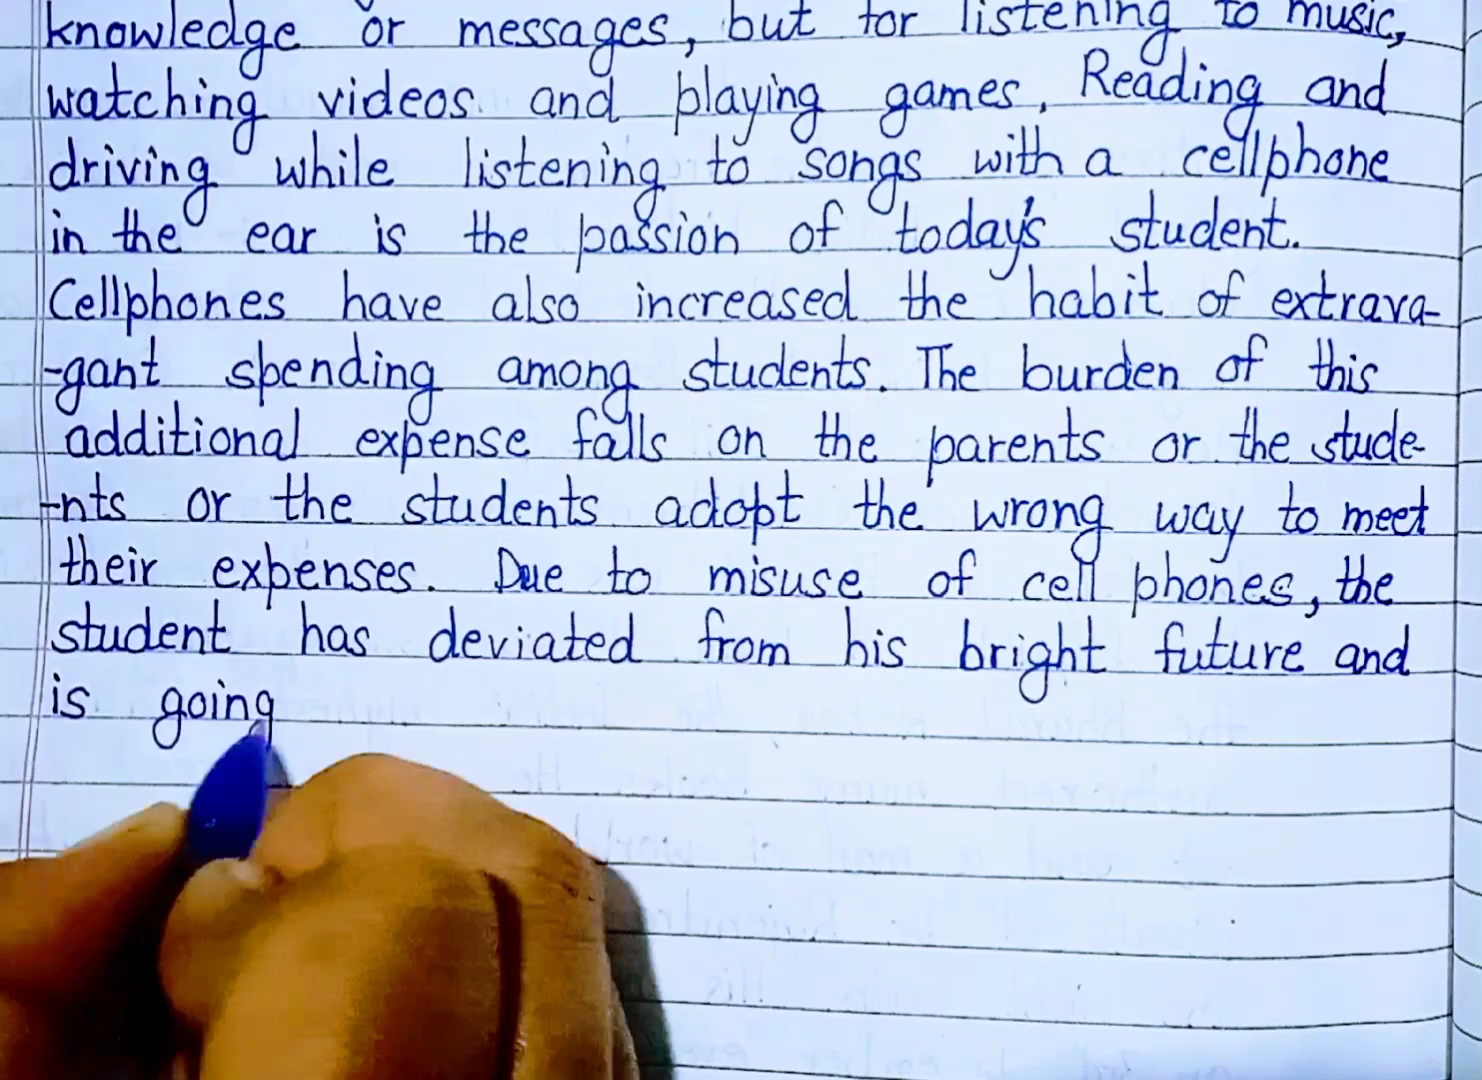 knowledge or messages, but for listening to music,
watching videos and playing games. Reading and
driving while listening to songs with a cellphone
in the ear is the passion of today's student.
Cellphones have also increased the habit of extrava-
-gant spending among students. The burden of this
additional expense falls on the parents or the stude-
-nts or the students adopt the wrong way to meet
their expenses. Due to misuse of cell phones, the
student has deviated from his bright future and
is going